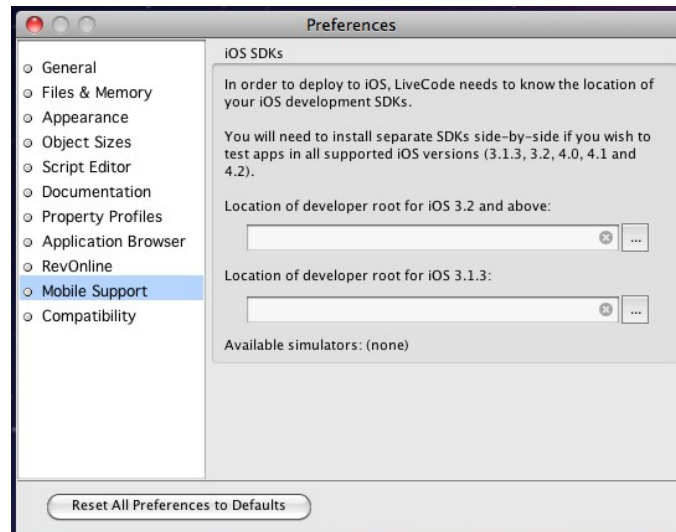 Preferences
General
Files & Memory
Appearance
Object Sizes
Script Editor
Documentation
Property Profiles
Application Browser
RevOnline
Mobile Support
Compatibility
iOS SDKs
In order to deploy to iOS, LiveCode needs to know the location of
your iOS development SDKs.
You will need to install separate SDKs side-by-side if you wish to
test apps in all supported iOS versions (3.1.3, 3.2, 4.0, 4.1 and
4.2).
Location of developer root for iOS 3.2 and above:
...
Location of developer root for iOS 3.1.3:
...
Available simulators: (none)
Reset All Preferences to Defaults